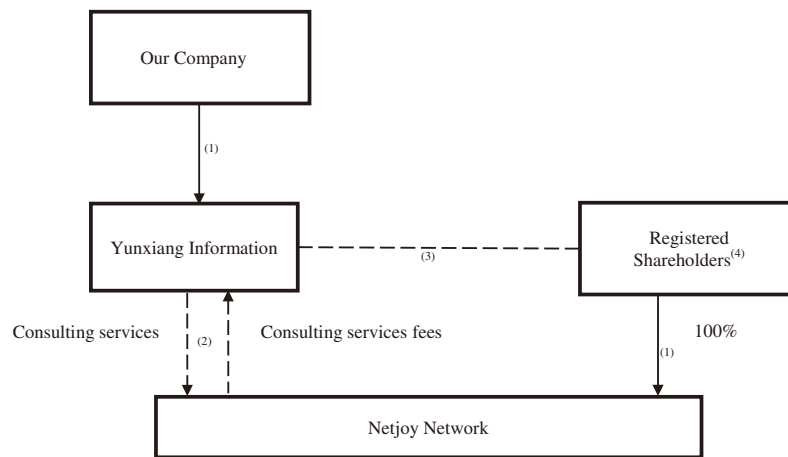 Our Company
(1)
Yunxiang Information
(3)
Registered
Shareholders(4)
Consulting services
(2)
Consulting services fees
(1)
100%
Netjoy Network